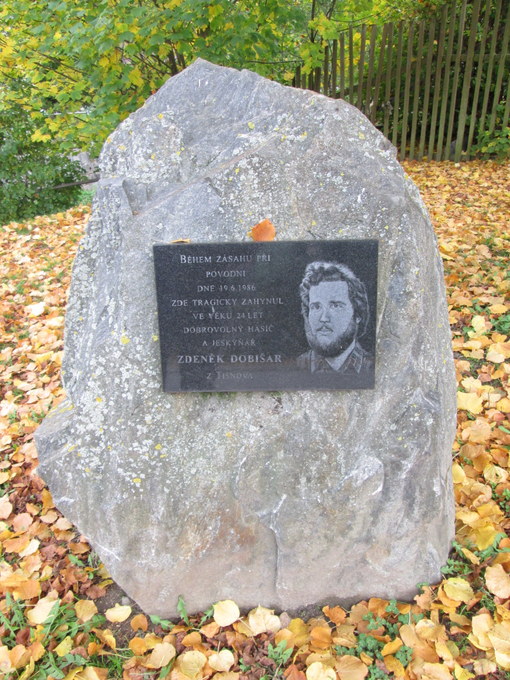 Během zásahu při
povodni
dne 19.6.1986
zde tragicky zahynul
ve věku 24 let
dobrovolný hasič
a jeskyňář
Zdeněk Dobišar
z Tišnova